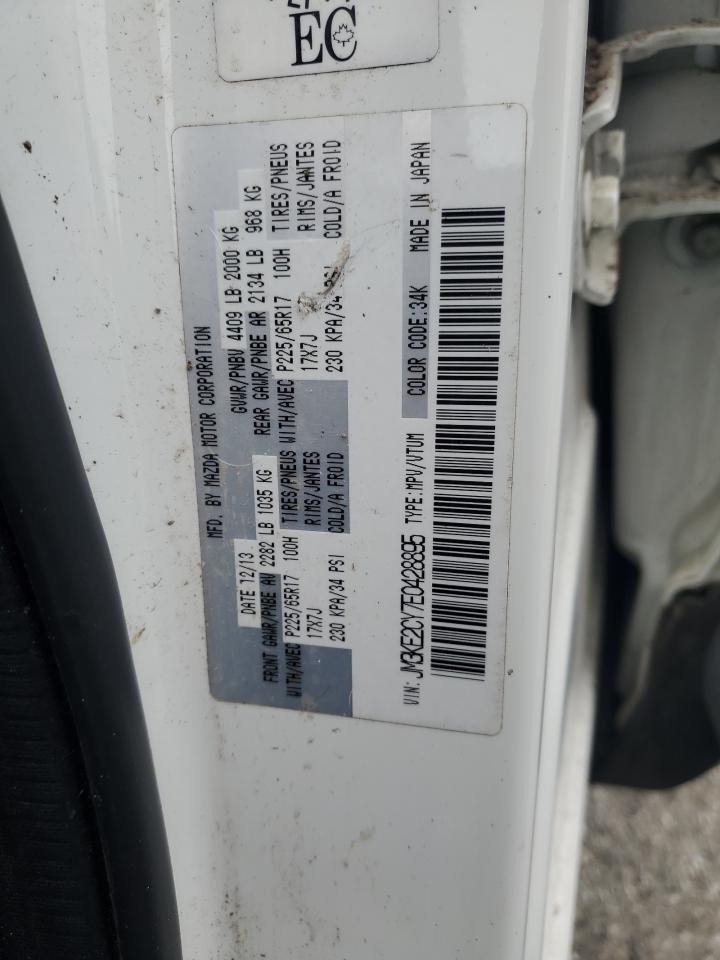 EC
MFD. BY MAZDA MOTOR CORPORATION
DATE 12/13 GVWR/PNBV 4409 LB 2000 KG
FRONT GAWR/PNBE AV 2282 LB 1035 KG REAR GAWR/PNBE AR 2134 LB 968 KG
WITH/AVEC P225/65R17 100H TIRES/PNEUS WITH/AVEC P225/65R17 100H TIRES/PNEUS
17X7J RIMS/JANTES 17X7J RIMS/JANTES
230 KPA/34 PSI COLD/A FROID 230 KPA/34 PSI COLD/A FROID
VIN: JM3KE2CY7E0428895 TYPE:MPV/VTUM COLOR CODE:34K MADE IN JAPAN